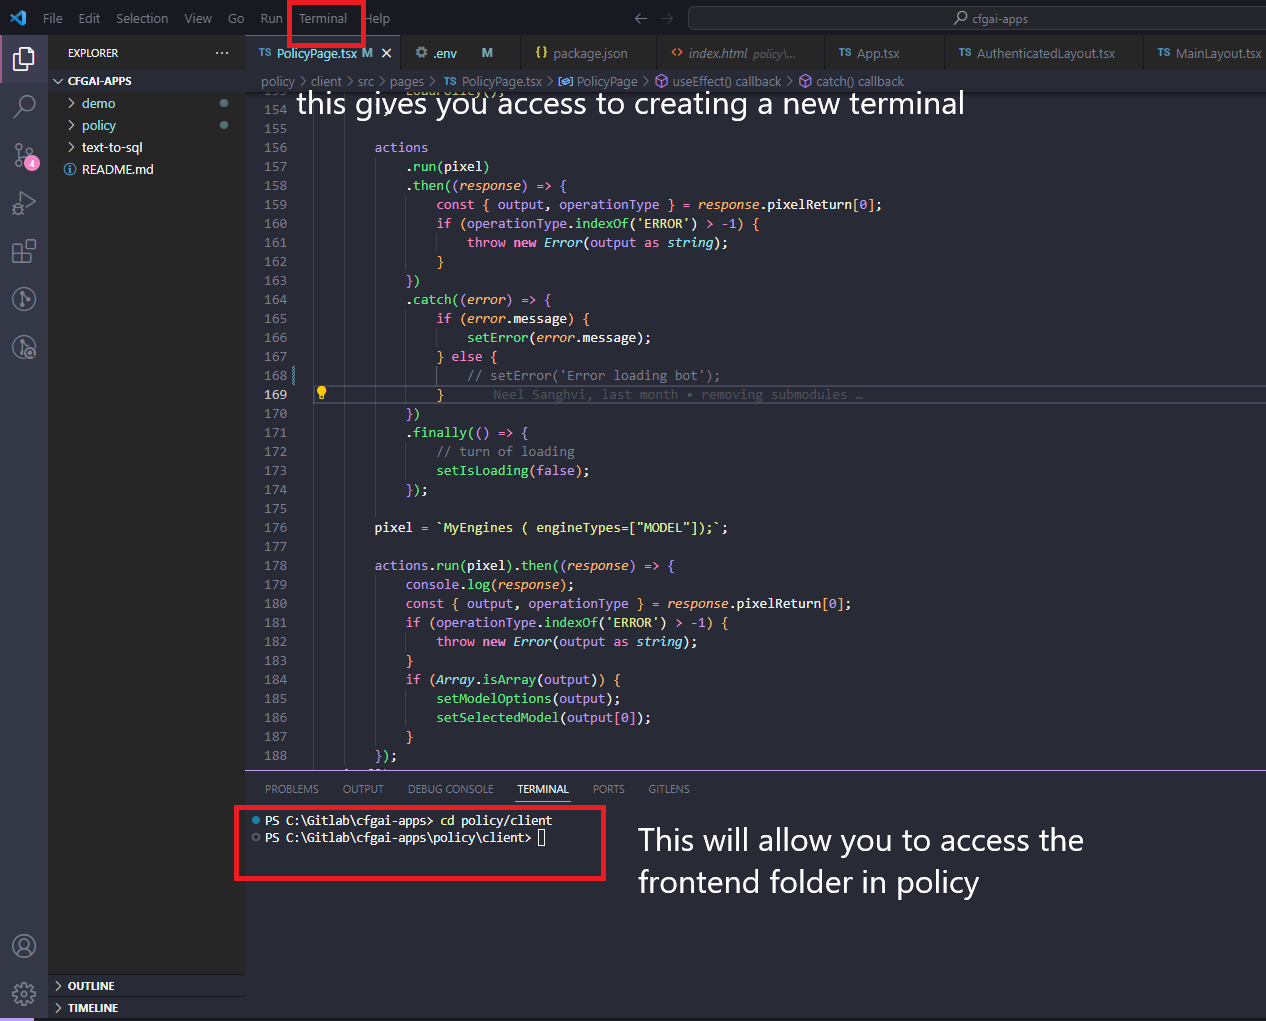 File Edit Selection View Go Run Terminal Help
cfgai-apps
EXPLORER
CFGAI-APPS
demo
policy
text-to-sql
README.md
4
TS PolicyPage.tsx M
.env M
{} package.json
<> index.html policy\...
TS App.tsx
TS AuthenticatedLayout.tsx
TS MainLayout.tsx
policy > client > src > pages > TS PolicyPage.tsx > PolicyPage > useEffect() callback > catch() callback
this gives you access to creating a new terminal
154
155
156 actions
157 .run(pixel)
158 .then((response) => {
159 const { output, operationType } = response.pixelReturn[0];
160 if (operationType.indexOf('ERROR') > -1) {
161 throw new Error(output as string);
162 }
163 })
164 .catch((error) => {
165 if (error.message) {
166 setError(error.message);
167 } else {
168 // setError('Error loading bot');
169 } Neel Sanghvi, last month • removing submodules …
170 })
171 .finally(() => {
172 // turn of loading
173 setIsLoading(false);
174 });
175
176 pixel = `MyEngines ( engineTypes=["MODEL"]);`;
177
178 actions.run(pixel).then((response) => {
179 console.log(response);
180 const { output, operationType } = response.pixelReturn[0];
181 if (operationType.indexOf('ERROR') > -1) {
182 throw new Error(output as string);
183 }
184 if (Array.isArray(output)) {
185 setModelOptions(output);
186 setSelectedModel(output[0]);
187 }
188 });
PROBLEMS OUTPUT DEBUG CONSOLE TERMINAL PORTS GITLENS
PS C:\Gitlab\cfgai-apps> cd policy/client
PS C:\Gitlab\cfgai-apps\policy\client>
This will allow you to access the
frontend folder in policy
OUTLINE
TIMELINE